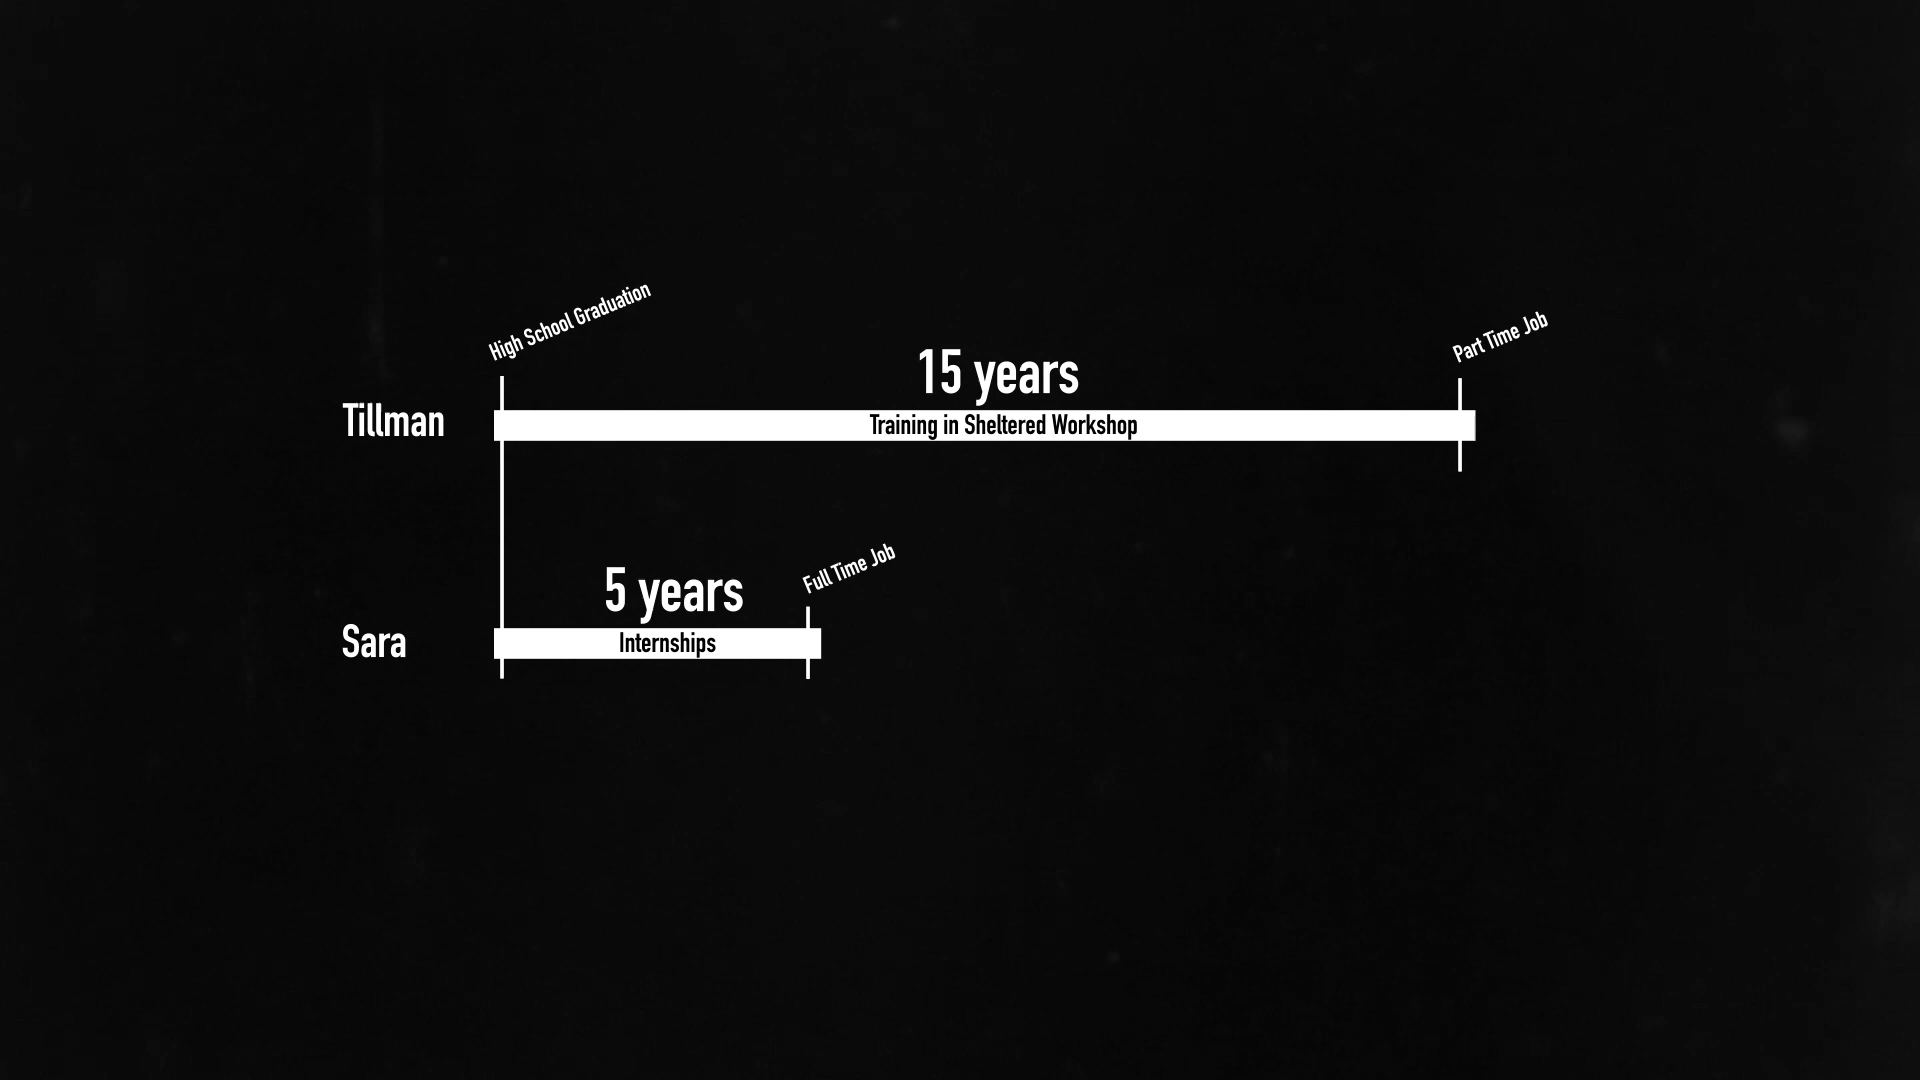 High School Graduation
Part Time Job
15 years
Tillman
Training in Sheltered Workshop
Full Time Job
5 years
Sara
Internships